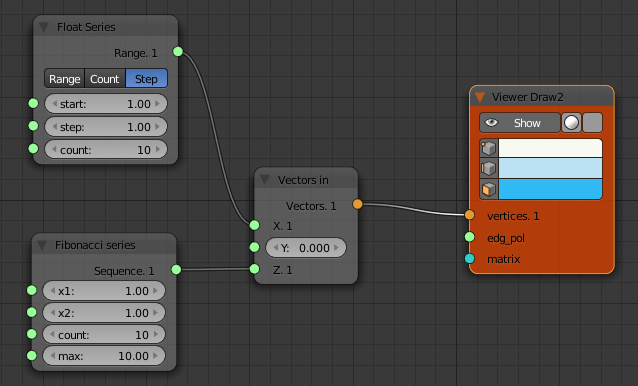 Float Series
Range. 1
Range Count Step
start: 1.00
step: 1.00
count: 10
Fibonacci series
Sequence. 1
x1: 1.00
x2: 1.00
count: 10
max: 10.00
Vectors in
Vectors. 1
X. 1
Y: 0.000
Z. 1
Viewer Draw2
Show
vertices. 1
edg_pol
matrix